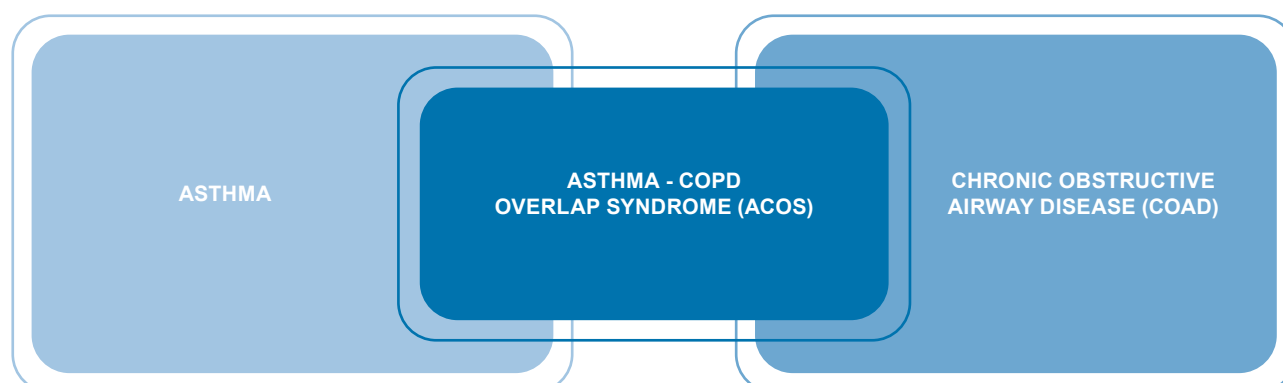 ASTHMA
ASTHMA - COPD
OVERLAP SYNDROME (ACOS)
CHRONIC OBSTRUCTIVE
AIRWAY DISEASE (COAD)